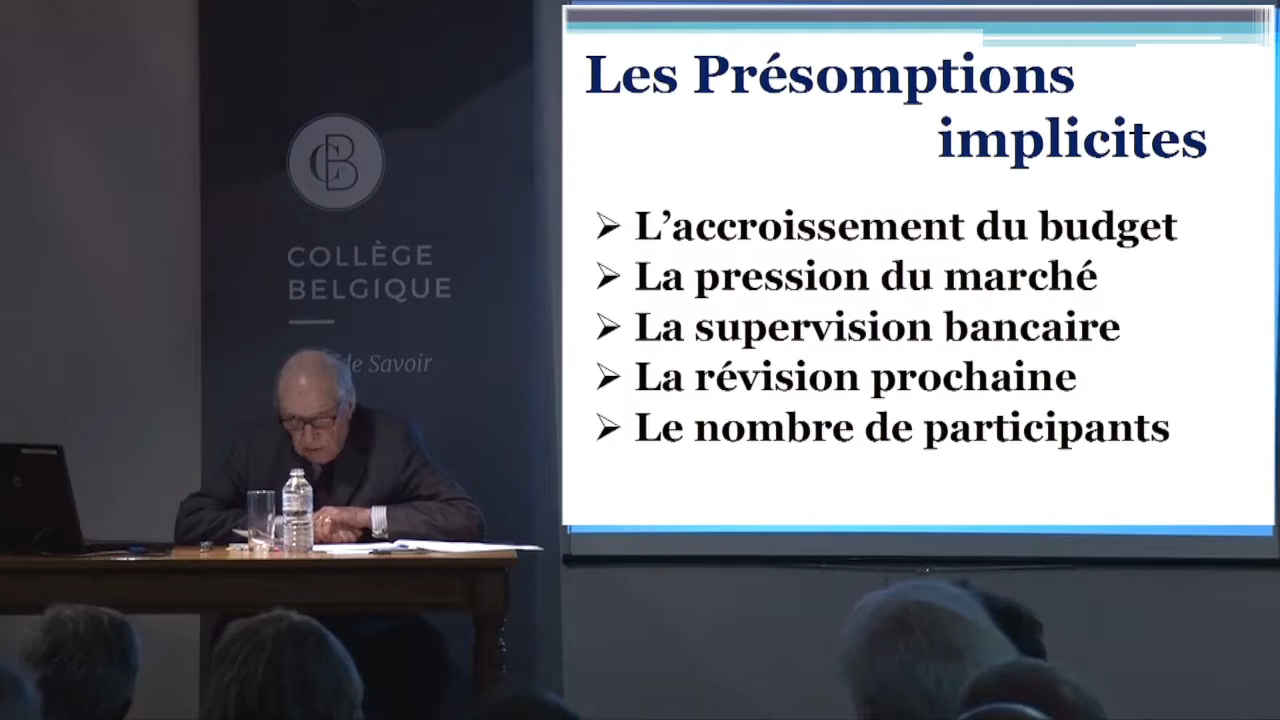 CB
COLLÈGE
BELGIQUE
de Savoir
Les Présomptions
implicites
L’accroissement du budget
La pression du marché
La supervision bancaire
La révision prochaine
Le nombre de participants